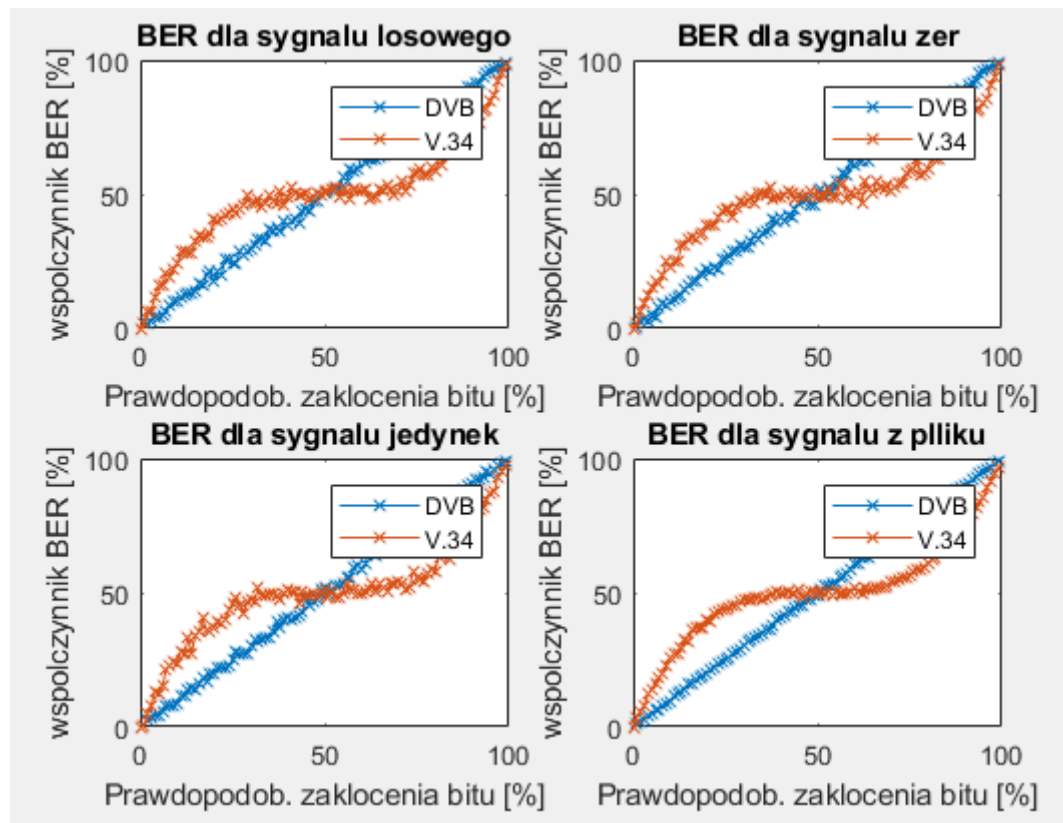 BER dla sygnalu losowego
wspolczynnik BER [%]
100
50
0
0 50 100
Prawdopodob. zaklocenia bitu [%]
DVB
V.34
BER dla sygnalu zer
wspolczynnik BER [%]
100
50
0
0 50 100
Prawdopodob. zaklocenia bitu [%]
DVB
V.34
BER dla sygnalu jedynek
wspolczynnik BER [%]
100
50
0
0 50 100
Prawdopodob. zaklocenia bitu [%]
DVB
V.34
BER dla sygnalu z plliku
wspolczynnik BER [%]
100
50
0
0 50 100
Prawdopodob. zaklocenia bitu [%]
DVB
V.34